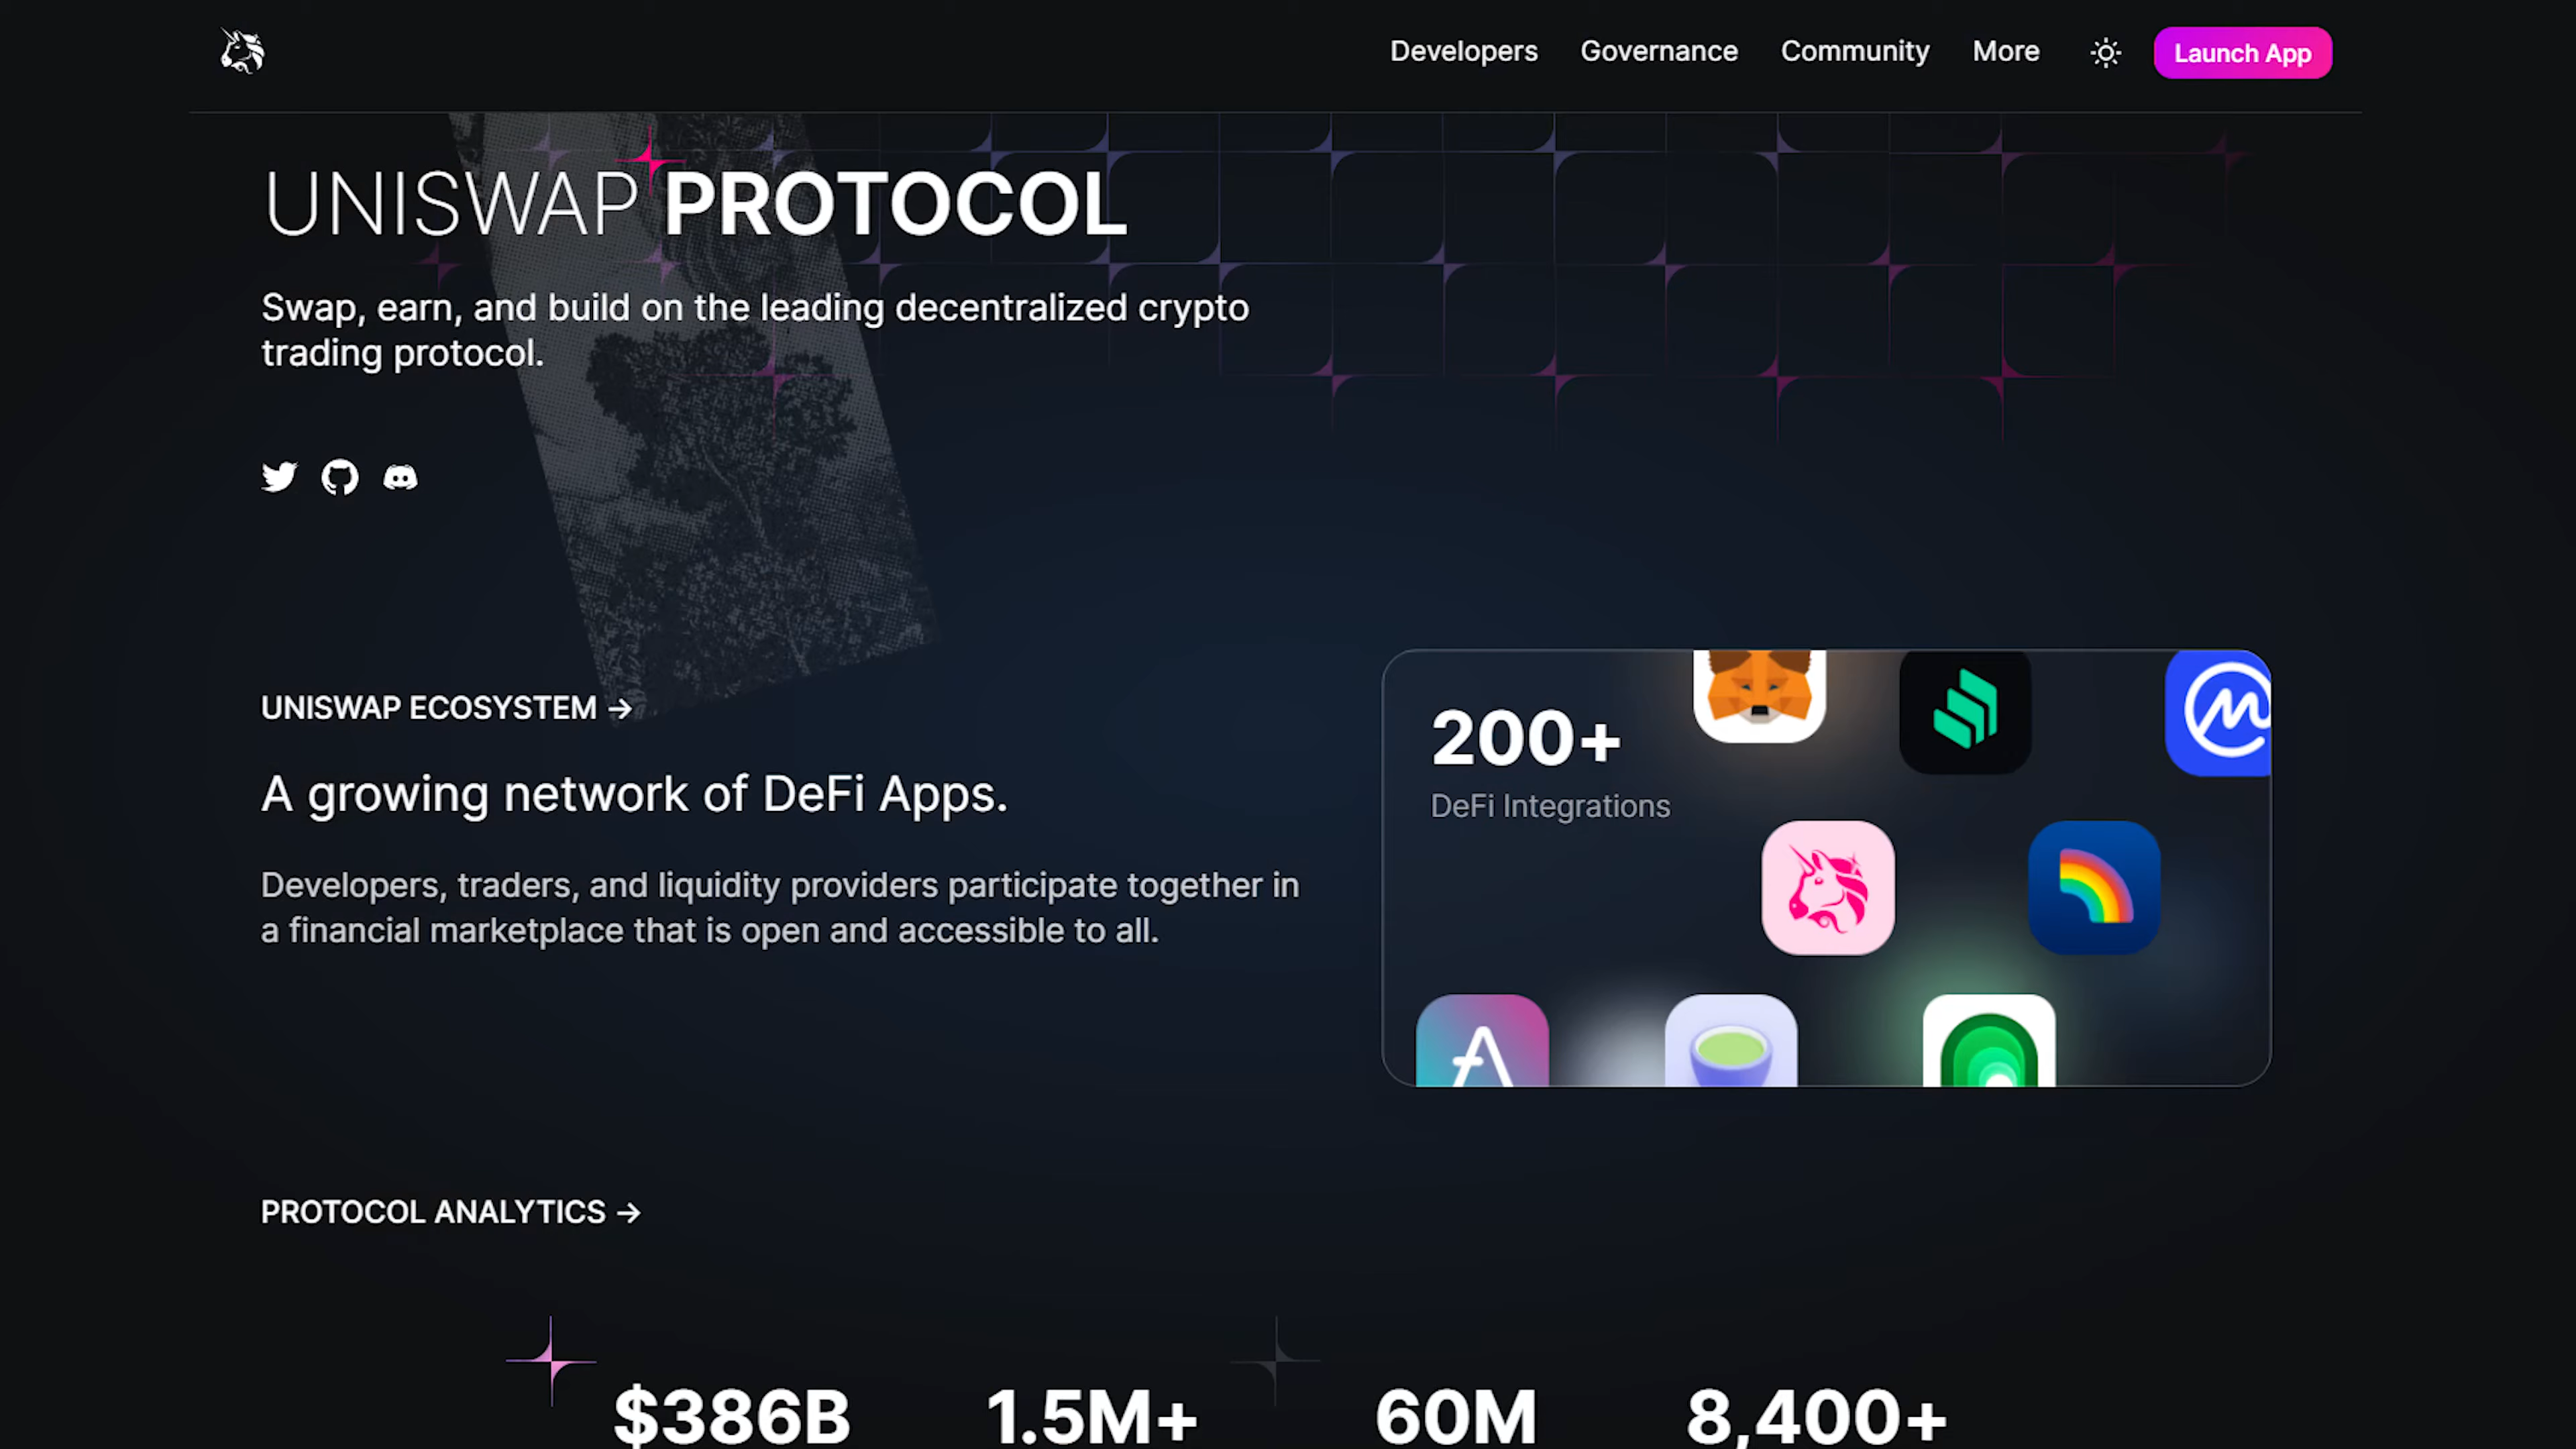 Developers Governance Community More Launch App
UNISWAP PROTOCOL
Swap, earn, and build on the leading decentralized crypto
trading protocol.
UNISWAP ECOSYSTEM →
A growing network of DeFi Apps.
Developers, traders, and liquidity providers participate together in
a financial marketplace that is open and accessible to all.
200+
DeFi Integrations
PROTOCOL ANALYTICS →
$386B 1.5M+ 60M 8,400+